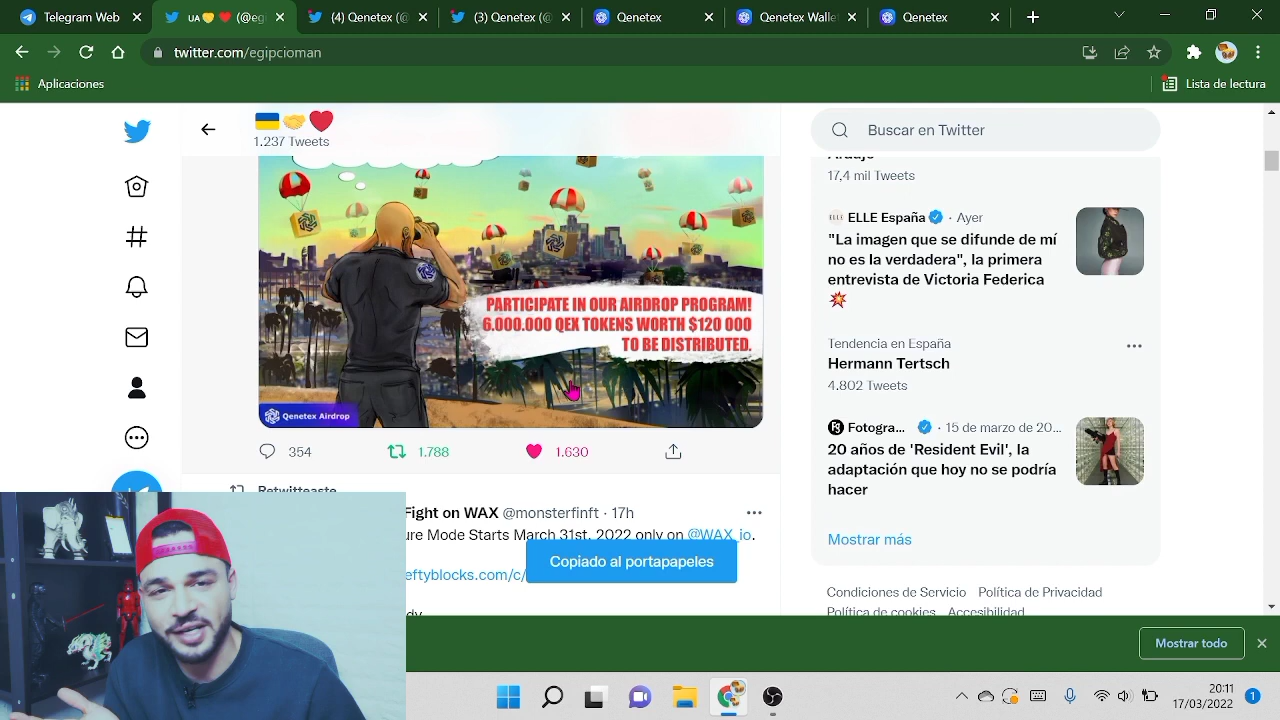 Telegram Web
UA
(4) Qenetex (
(5) Qenetex (
Qenetex
(4) Qenetex (
Qenetex Walle
Qenetex
twitter.com/egipcioman
Aplicaciones
Lista de lectura
1.237 Tweets
Buscar en Twitter
17,4 mil Tweets
ELLE España · Ayer
"La imagen que se difunde de mí
no es la verdadera", la primera
entrevista de Victoria Federica
PARTICIPATE IN OUR AIRDROP PROGRAM!
6.000.000 QEX TOKENS WORTH $120 000
TO BE DISTRIBUTED.
Qenetex Airdrop
354
1.788
1.630
Tendencia en España
Hermann Tertsch
4.802 Tweets
Fotogra... · 15 de marzo de 20...
20 años de 'Resident Evil', la
adaptación que hoy no se podría
hacer
Mostrar más
Retwitteaste
Fight on WAX @monsterfinft · 17h
ure Mode Starts March 31st, 2022 only on @WAX_io.
eftyblocks.com/c/
Copiado al portapapeles
Condiciones de Servicio Política de Privacidad
Política de cookies Accesibilidad
Mostrar todo
20:11
17/03/2022